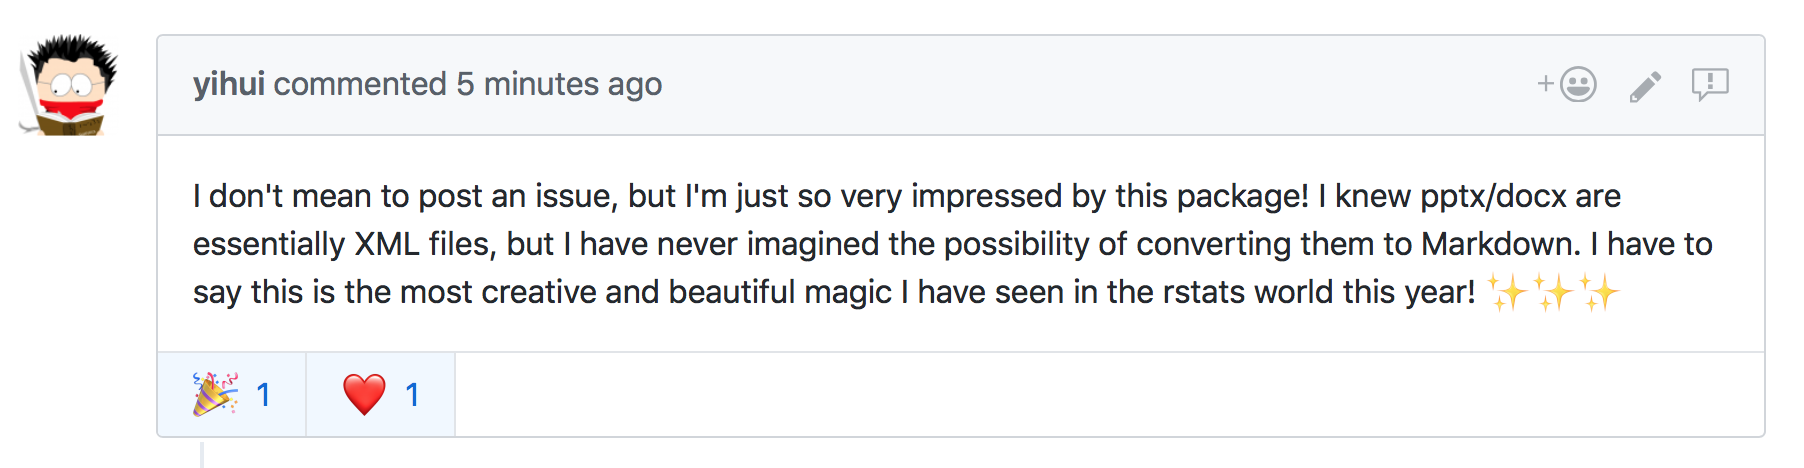 yihui commented 5 minutes ago
I don't mean to post an issue, but I'm just so very impressed by this package! I knew pptx/docx are
essentially XML files, but I have never imagined the possibility of converting them to Markdown. I have to
say this is the most creative and beautiful magic I have seen in the rstats world this year! ✨✨✨
🎉 1 ❤️ 1